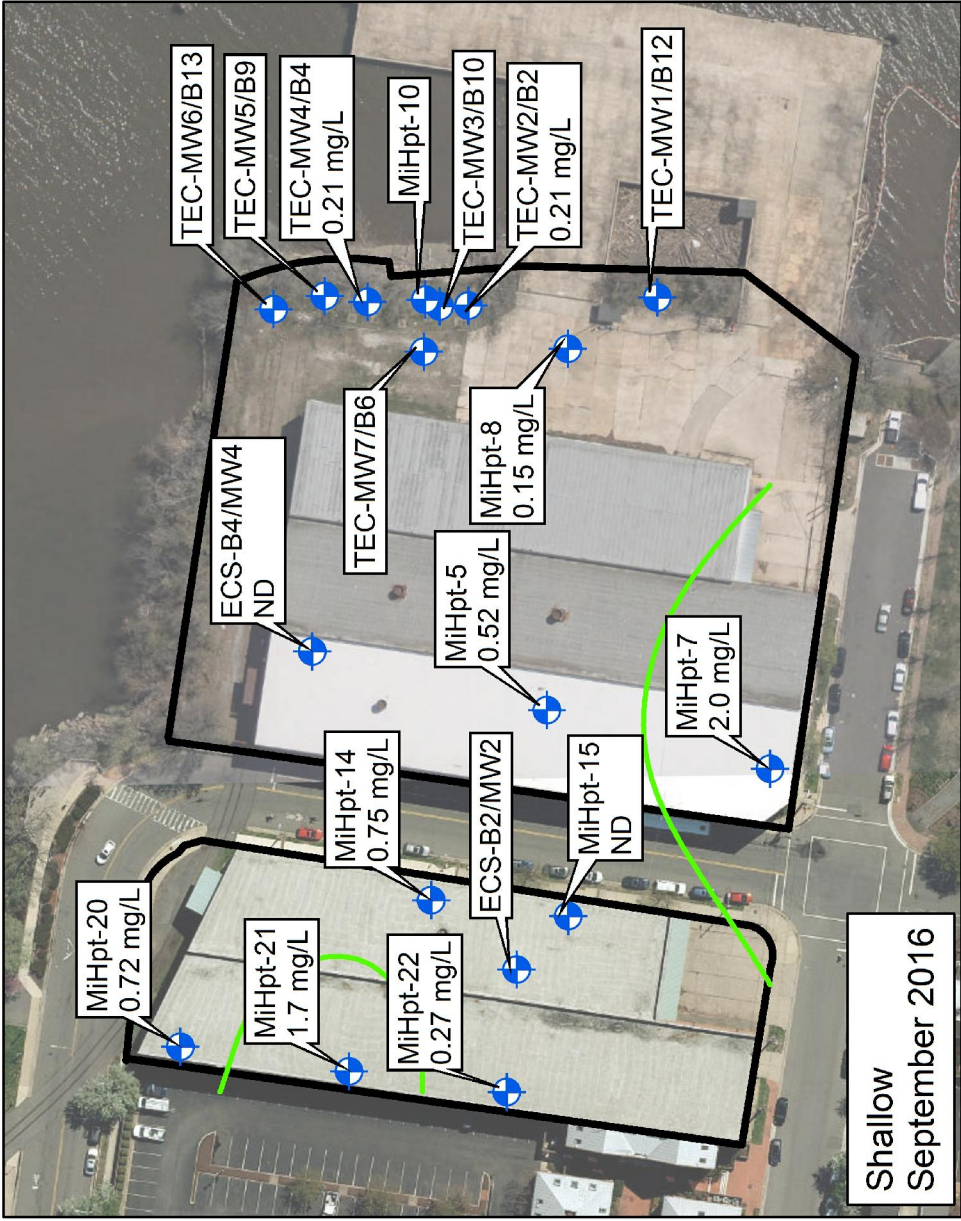 TEC-MW6/B13
TEC-MW5/B9
TEC-MW4/B4
0.21 mg/L
MiHpt-10
TEC-MW3/B10
TEC-MW2/B2
0.21 mg/L
TEC-MW1/B12
TEC-MW7/B6
MiHpt-8
0.15 mg/L
ECS-B4/MW4
ND
MiHpt-5
0.52 mg/L
MiHpt-7
2.0 mg/L
MiHpt-14
0.75 mg/L
ECS-B2/MW2
MiHpt-15
ND
MiHpt-20
0.72 mg/L
MiHpt-21
1.7 mg/L
MiHpt-22
0.27 mg/L
Shallow
September 2016